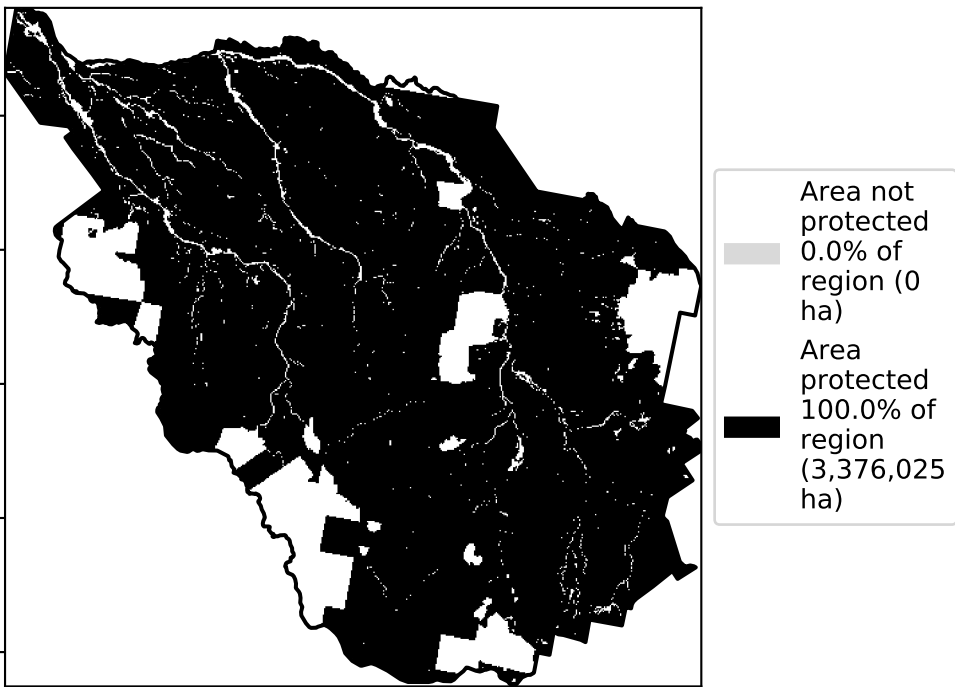 Area not
protected
0.0% of
region (0
ha)
Area
protected
100.0% of
region
(3,376,025
ha)